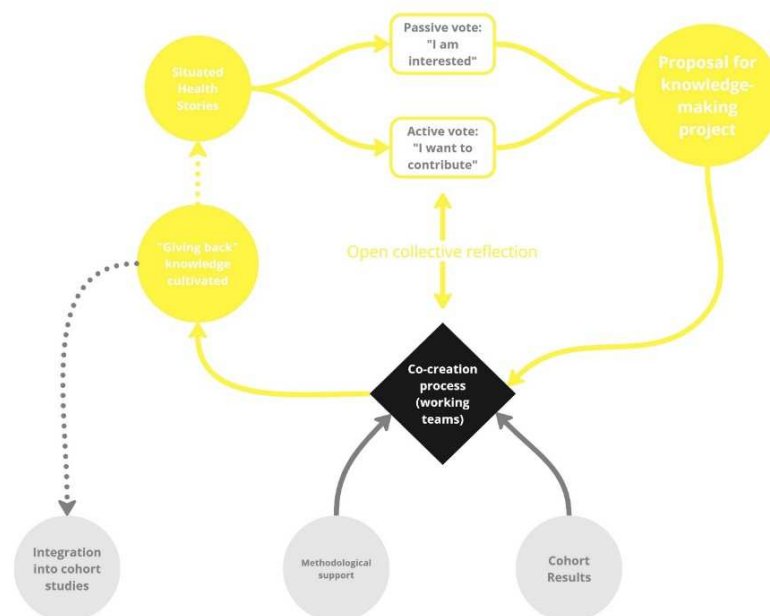 Situated
Health
Stories
Passive vote:
"I am
interested"
Active vote:
"I want to
contribute"
Proposal for
knowledge-
making
project
"Giving back"
knowledge
cultivated
Open collective reflection
Co-creation
process
(working
teams)
Integration
into cohort
studies
Methodological
support
Cohort
Results